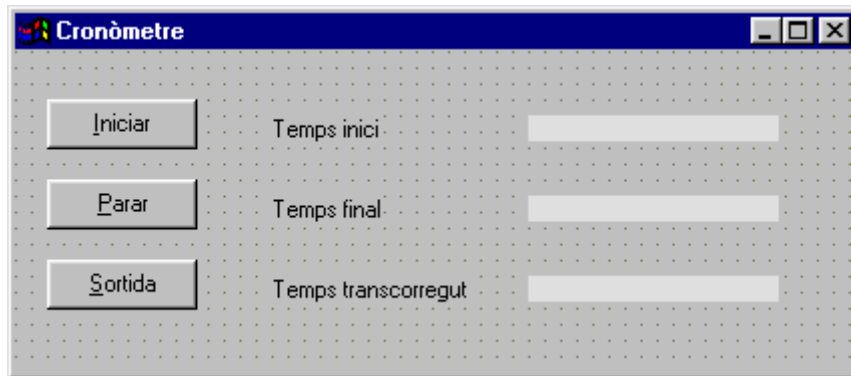 Cronòmetre
Iniciar Temps inici
Parar Temps final
Sortida Temps transcorregut